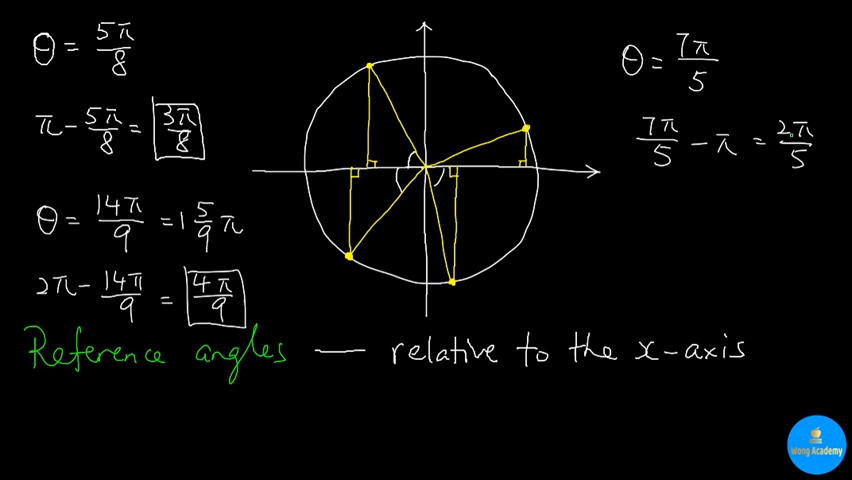 θ = 5π/8
π - 5π/8 = 3π/8
θ = 14π/9 = 1 5/9 π
2π - 14π/9 = 4π/9
θ = 7π/5
7π/5 - π = 2π/5
Reference angles — relative to the x-axis
Wong Academy